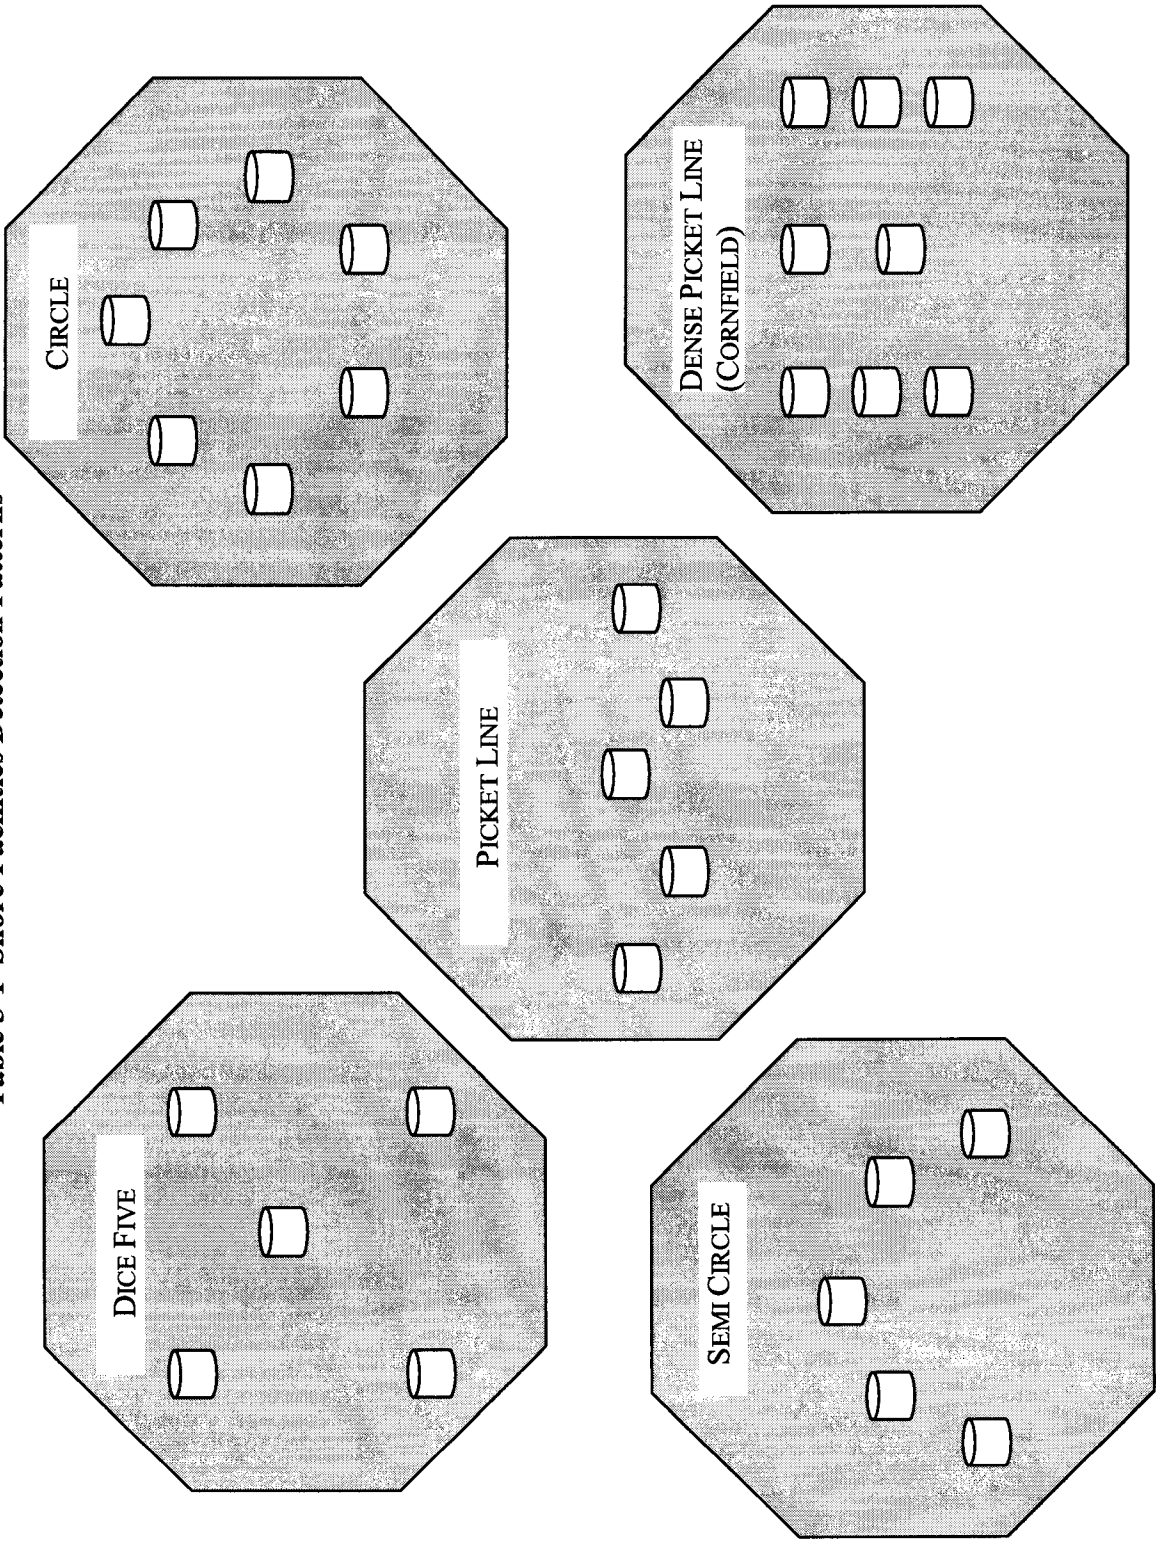 DICE FIVE
CIRCLE
PICKET LINE
SEMI CIRCLE
DENSE PICKET LINE
(CORNFIELD)